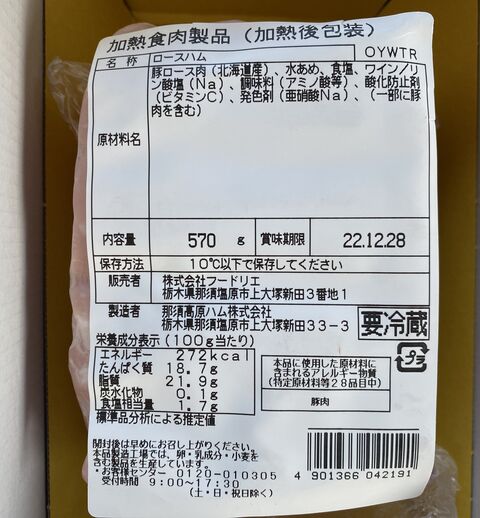 加熱食肉製品（加熱後包装）
名称 ロースハム OYWTR
原材料名
豚ロース肉（北海道産）、水あめ、食塩、ワイン／リ
ン酸塩（Na）、調味料（アミノ酸等）、酸化防止剤
（ビタミンC）、発色剤（亜硝酸Na）、（一部に豚
肉を含む）
内容量 570 g 賞味期限 22.12.28
保存方法 10℃以下で保存してください
販売者 株式会社フードリエ
栃木県那須塩原市上大塚新田3番地1
製造者 那須高原ハム株式会社
栃木県那須塩原市上大塚新田33-3
要冷蔵
栄養成分表示（100g当たり）
エネルギー 272kcal
たんぱく質 18.7g
脂質 21.9g
炭水化物 0.1g
食塩相当量 1.7g
標準品分析による推定値
プラ
本品に使用した原材料に
含まれるアレルギー物質
（特定原材料等28品目中）
豚肉
開封後は早めにお召し上がりください。
本品製造工場では、卵・乳成分・小麦を
含む製品を生産しています。
・お客様センター 0120-010305
受付時間 9:00～17:30
（土・日・祝日除く）
4 901366 042191